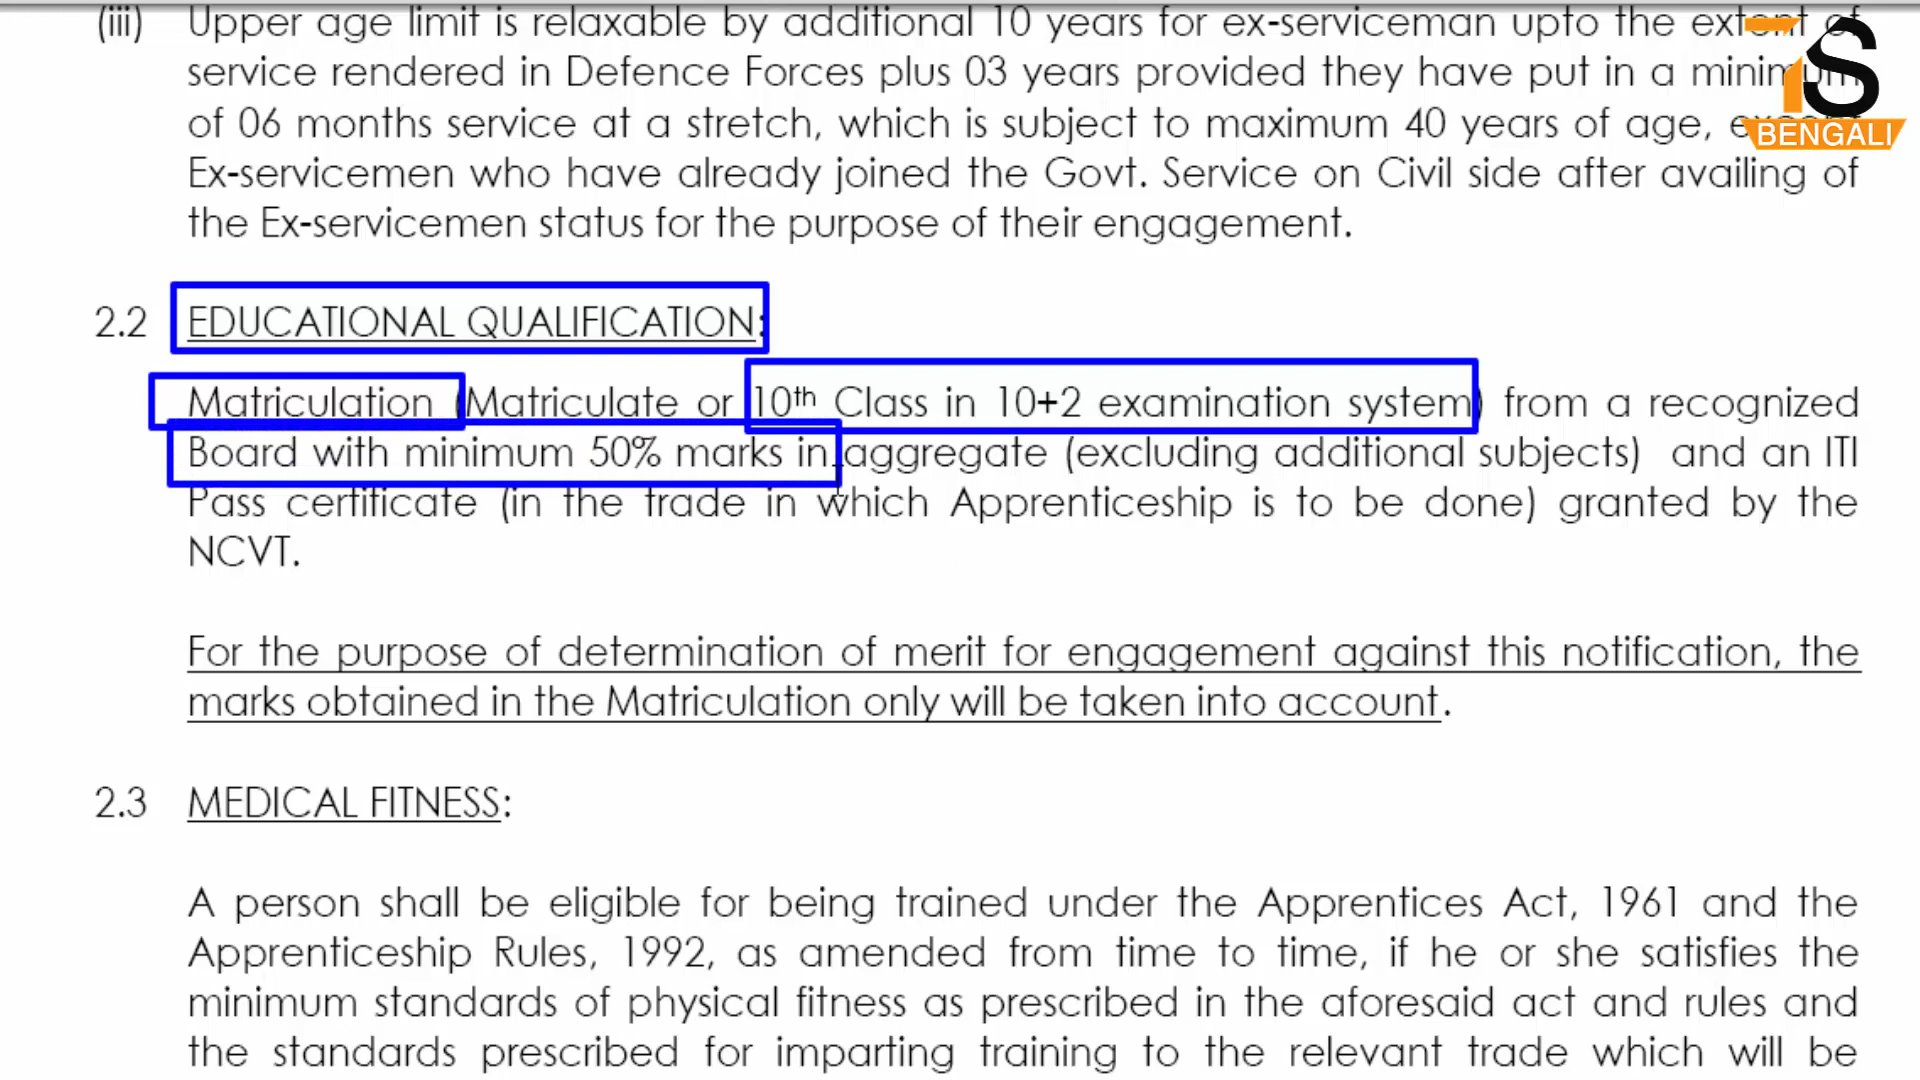 (iii) Upper age limit is relaxable by additional 10 years for ex-serviceman upto the extent of
service rendered in Defence Forces plus 03 years provided they have put in a minimum
of 06 months service at a stretch, which is subject to maximum 40 years of age, except
Ex-servicemen who have already joined the Govt. Service on Civil side after availing of
the Ex-servicemen status for the purpose of their engagement.
2.2 EDUCATIONAL QUALIFICATION:
Matriculation (Matriculate or 10th Class in 10+2 examination system) from a recognized
Board with minimum 50% marks in aggregate (excluding additional subjects) and an ITI
Pass certificate (in the trade in which Apprenticeship is to be done) granted by the
NCVT.
For the purpose of determination of merit for engagement against this notification, the
marks obtained in the Matriculation only will be taken into account.
2.3 MEDICAL FITNESS:
A person shall be eligible for being trained under the Apprentices Act, 1961 and the
Apprenticeship Rules, 1992, as amended from time to time, if he or she satisfies the
minimum standards of physical fitness as prescribed in the aforesaid act and rules and
the standards prescribed for imparting training to the relevant trade which will be
BENGALI